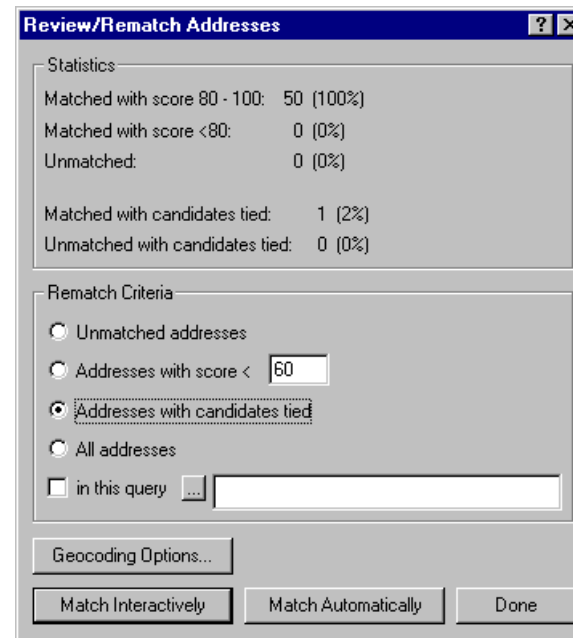 Review/Rematch Addresses
Statistics
Matched with score 80 - 100: 50 (100%)
Matched with score <80: 0 (0%)
Unmatched: 0 (0%)
Matched with candidates tied: 1 (2%)
Unmatched with candidates tied: 0 (0%)
Rematch Criteria
Unmatched addresses
Addresses with score < 60
Addresses with candidates tied
All addresses
in this query ...
Geocoding Options...
Match Interactively Match Automatically Done